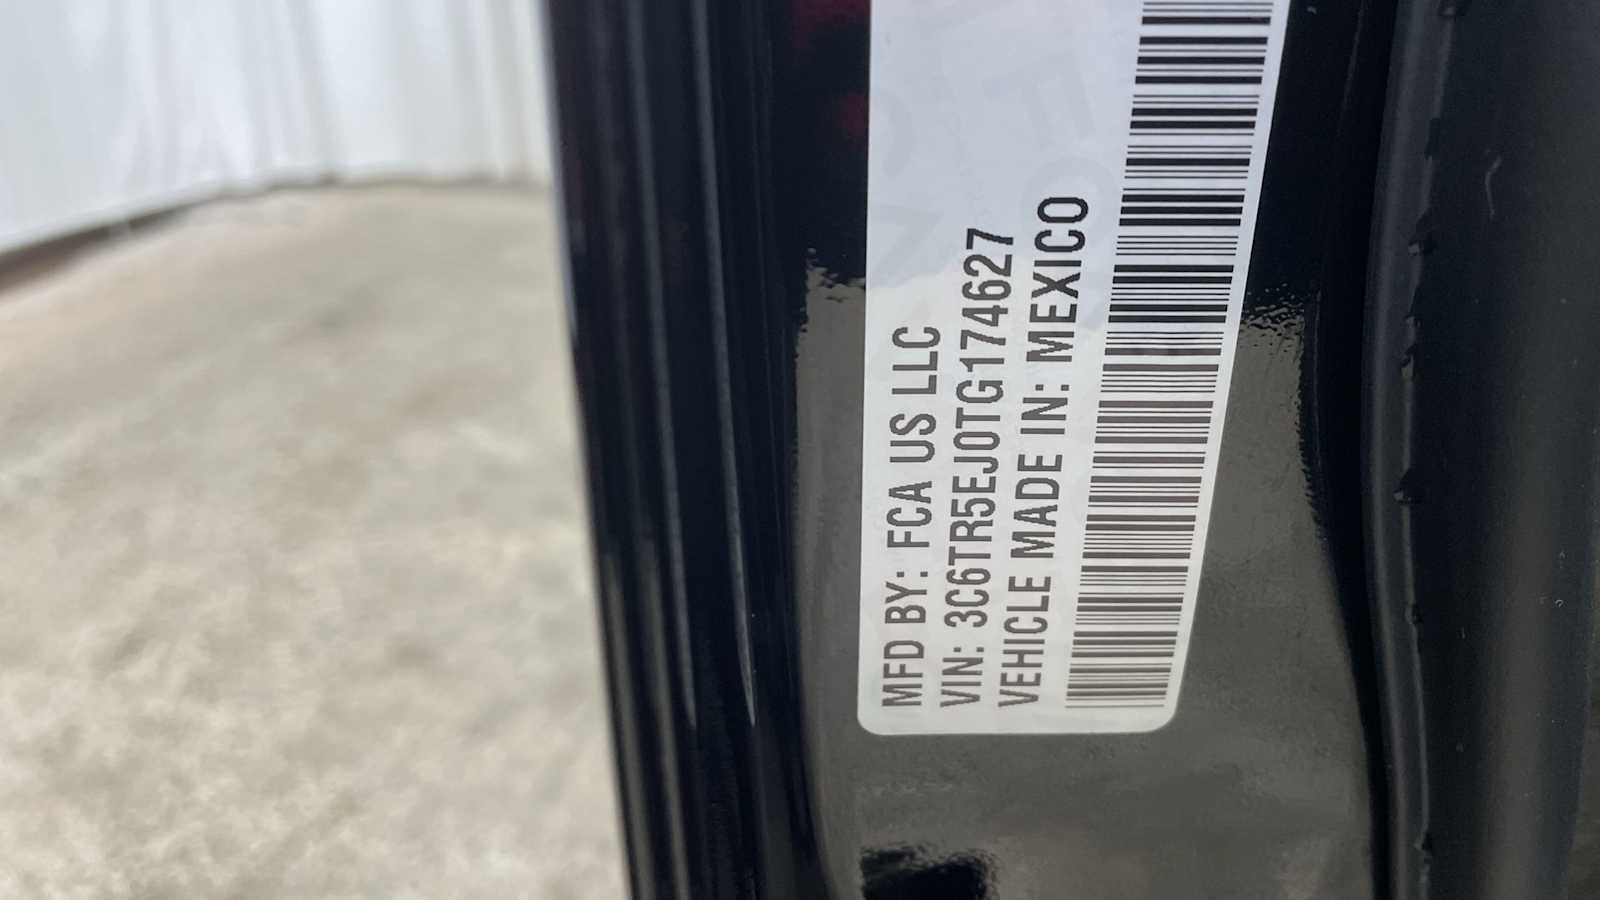 MFD BY: FCA US LLC
VIN: 3C6TR5EJ0TG174627
VEHICLE MADE IN: MEXICO